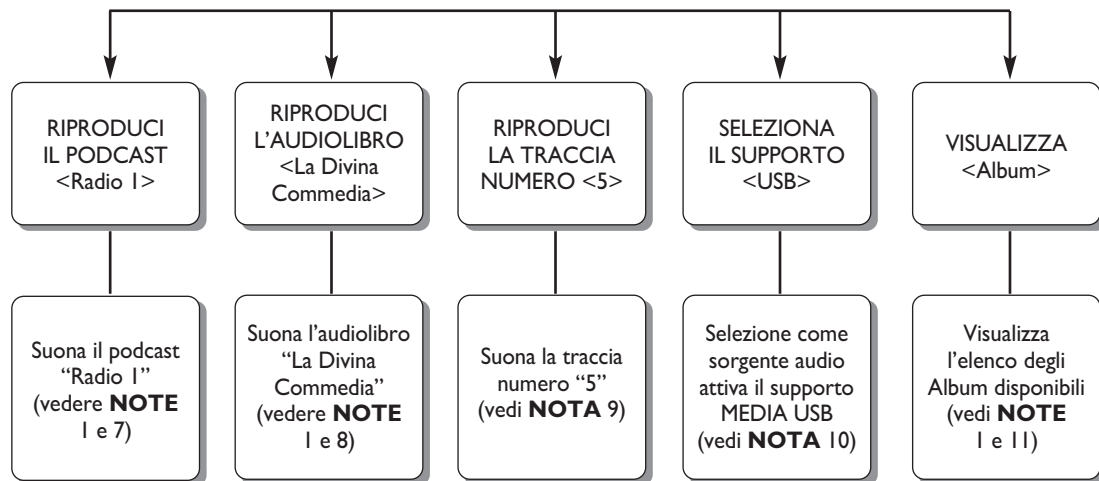 RIPRODUCI
IL PODCAST
<Radio 1>
RIPRODUCI
L’AUDIOLIBRO
<La Divina
Commedia>
RIPRODUCI
LA TRACCIA
NUMERO <5>
SELEZIONA
IL SUPPORTO
<USB>
VISUALIZZA
<Album>
Suona il podcast
“Radio 1”
(vedere NOTE
1 e 7)
Suona l’audiolibro
“La Divina
Commedia”
(vedere NOTE
1 e 8)
Suona la traccia
numero “5”
(vedi NOTA 9)
Selezione come
sorgente audio
attiva il supporto
MEDIA USB
(vedi NOTA 10)
Visualizza
l’elenco degli
Album disponibili
(vedi NOTE
1 e 11)